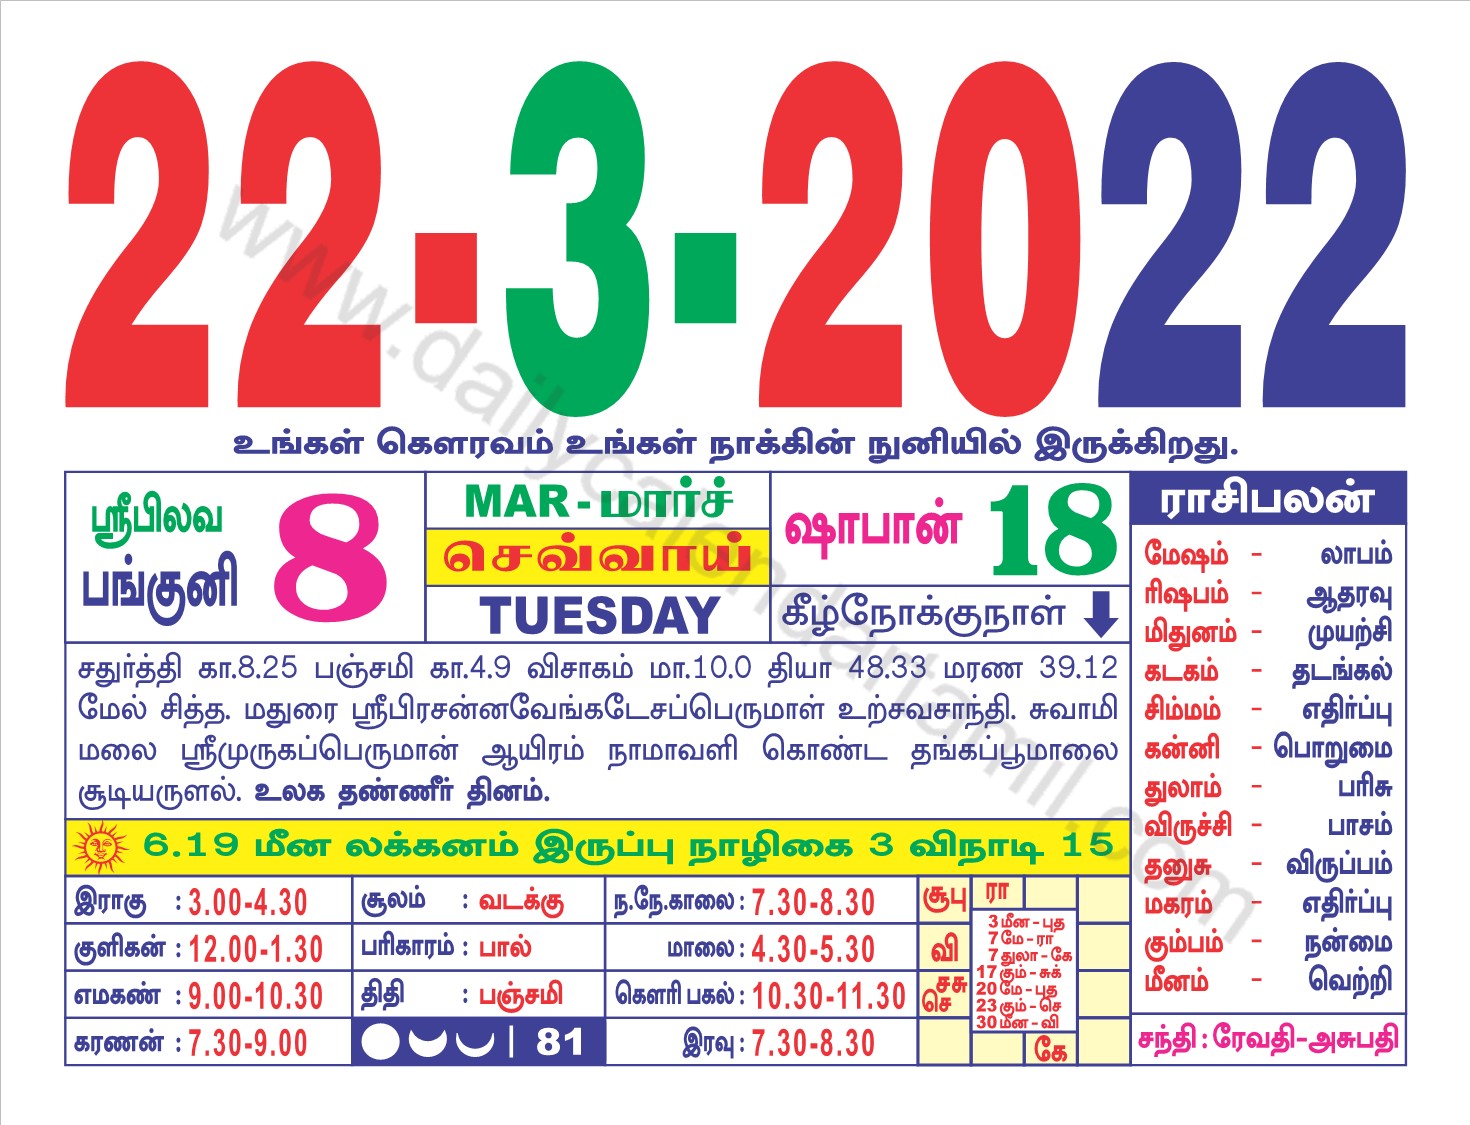 22-3-2022
உங்கள் கௌரவம் உங்கள் நாக்கின் நுனியில் இருக்கிறது.
ஸ்ரீபிலவ
பங்குனி 8
MAR - மார்ச்
செவ்வாய்
TUESDAY
ஷாபான் 18
கீழ்நோக்குநாள்
சதுர்த்தி கா.8.25 பஞ்சமி கா.4.9 விசாகம் மா.10.0 தியா 48.33 மரண 39.12
மேல் சித்த. மதுரை ஸ்ரீபிரசன்னவேங்கடேசப்பெருமாள் உற்சவசாந்தி. சுவாமி
மலை ஸ்ரீமுருகப்பெருமான் ஆயிரம் நாமாவளி கொண்ட தங்கப்பூமாலை
சூடியருளல். உலக தண்ணீர் தினம்.
6.19 மீன லக்கனம் இருப்பு நாழிகை 3 விநாடி 15
இராகு : 3.00-4.30
குளிகன் : 12.00-1.30
எமகண் : 9.00-10.30
கரணன் : 7.30-9.00
சூலம் : வடக்கு
பரிகாரம் : பால்
திதி : பஞ்சமி
81
ந.நே.காலை : 7.30-8.30
மாலை : 4.30-5.30
கௌரி பகல் : 10.30-11.30
இரவு : 7.30-8.30
சூபு
ரா
வி
சசு
செ
கே
3 மீன - புத
7 மே - ரா
7 துலா - கே
17 கும் - சுக்
20 மே - புத
23 கும் - செ
30 மீன - வி
ராசிபலன்
மேஷம் - லாபம்
ரிஷபம் - ஆதரவு
மிதுனம் - முயற்சி
கடகம் - தடங்கல்
சிம்மம் - எதிர்ப்பு
கன்னி - பொறுமை
துலாம் - பரிசு
விருச்சி - பாசம்
தனுசு - விருப்பம்
மகரம் - எதிர்ப்பு
கும்பம் - நன்மை
மீனம் - வெற்றி
சந்தி : ரேவதி-அசுபதி
www.dailycalendartamil.com